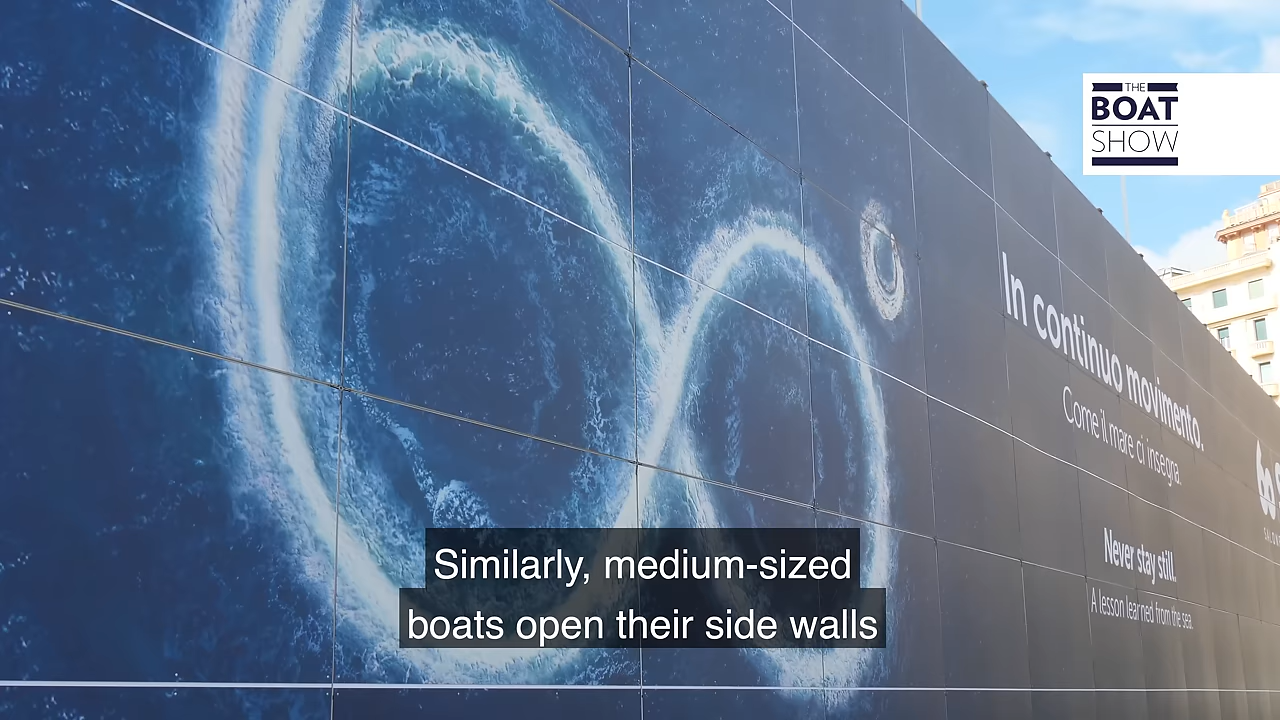 THE
BOAT
SHOW
In continuo movimento.
Come il mare ci insegna.
Never stay still.
A lesson learned from the sea.
Similarly, medium-sized
boats open their side walls